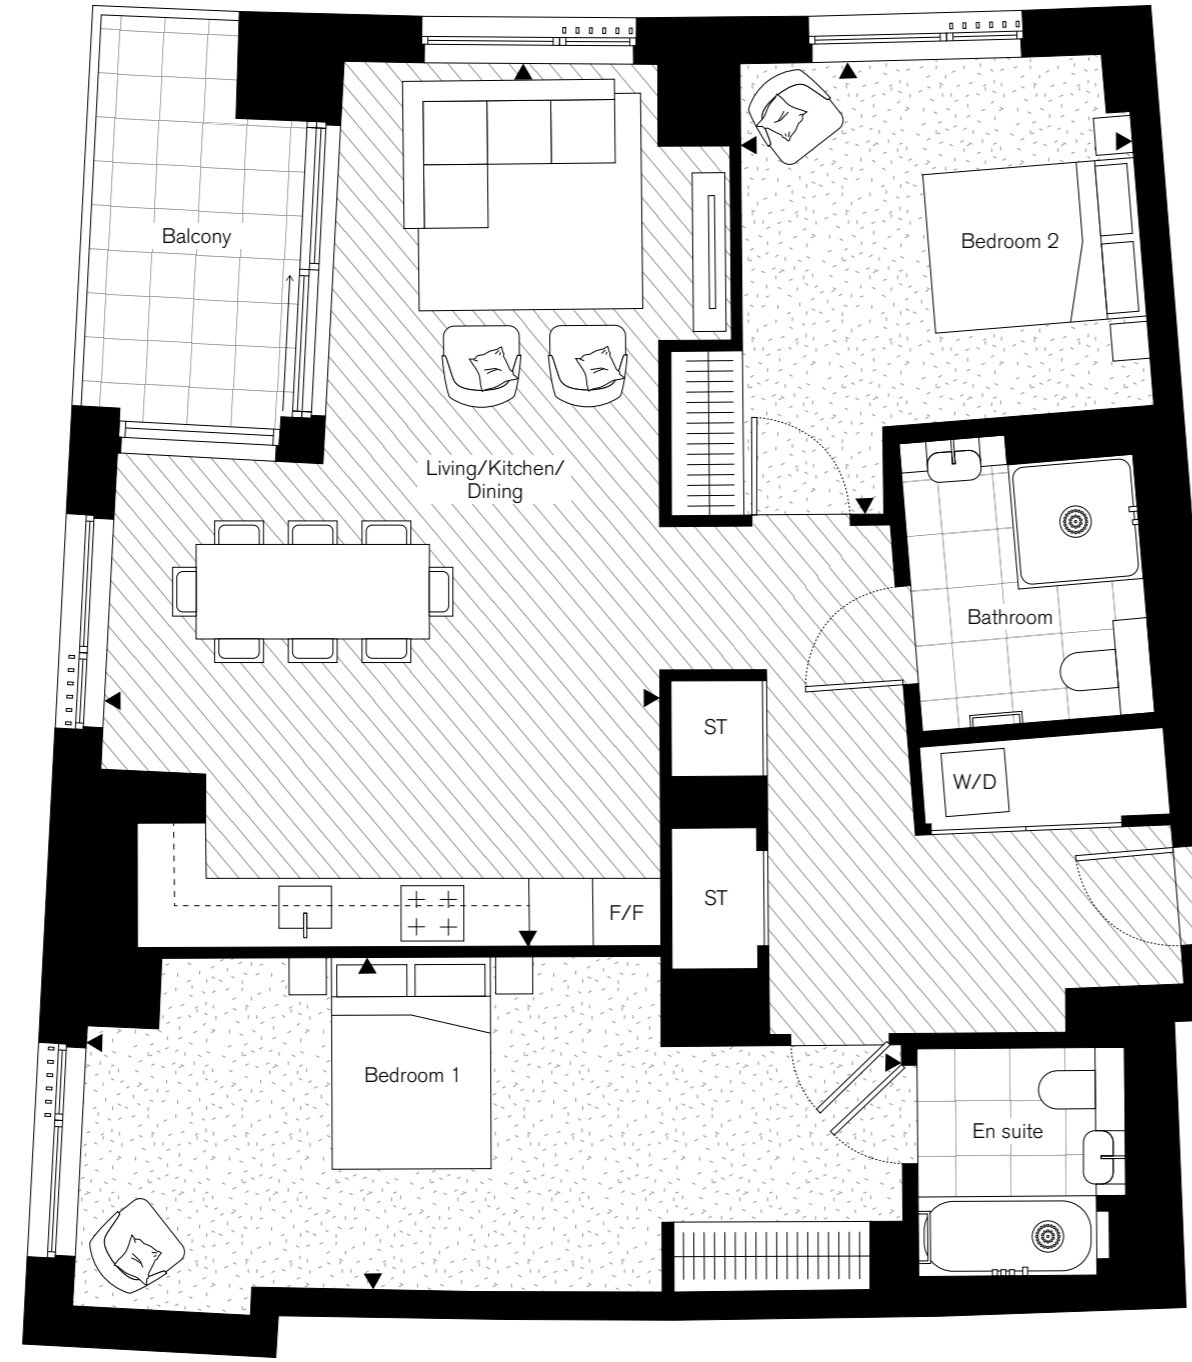 Balcony
Bedroom 2
Living/Kitchen/
Dining
Bathroom
ST
W/D
ST
F/F
Bedroom 1
En suite